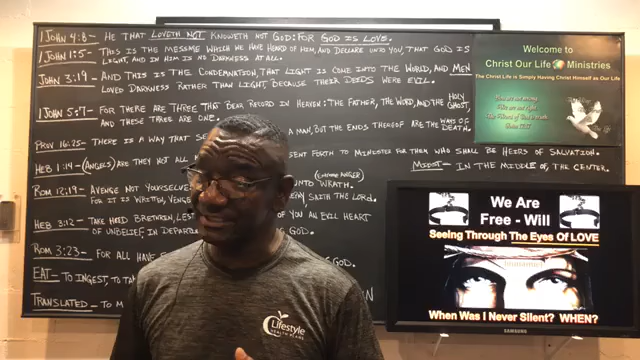 1 John 4:8 - He that loveth not knoweth not God: for God is love.
1 John 1:5 - This is the message which we have heard of him, and declare unto you, that God is
light, and in him is no darkness at all.
John 3:19 - And this is the condemnation, that light is come into the world, and men
loved darkness rather than light, because their deeds were evil.
1 John 5:7 - For there are three that bear record in heaven: the Father, the Word, and the Holy Ghost,
and these three are one.
Prov 16:25 - There is a way that a man, but the ends thereof are the ways of death.
Heb 1:14 (Angels) Are they not all sent forth to minister for them who shall be heirs of salvation.
Midst - In the middle or the center.
Rom 12:19 - Avenge not yourselves unto wrath.
for it is written, saith the Lord.
Heb 3:12 - Take heed brethren, of you an evil heart
of unbelief, in God.
Rom 3:23 - For all have God.
Eat - To ingest, to
Translated - To
Welcome to
Christ Our Life Ministries
The Christ Life is Simply Having Christ Himself as Our Life
We Are
Free - Will
Seeing Through The Eyes Of LOVE
When Was I Never Silent? WHEN?
SAMSUNG
Lifestyle